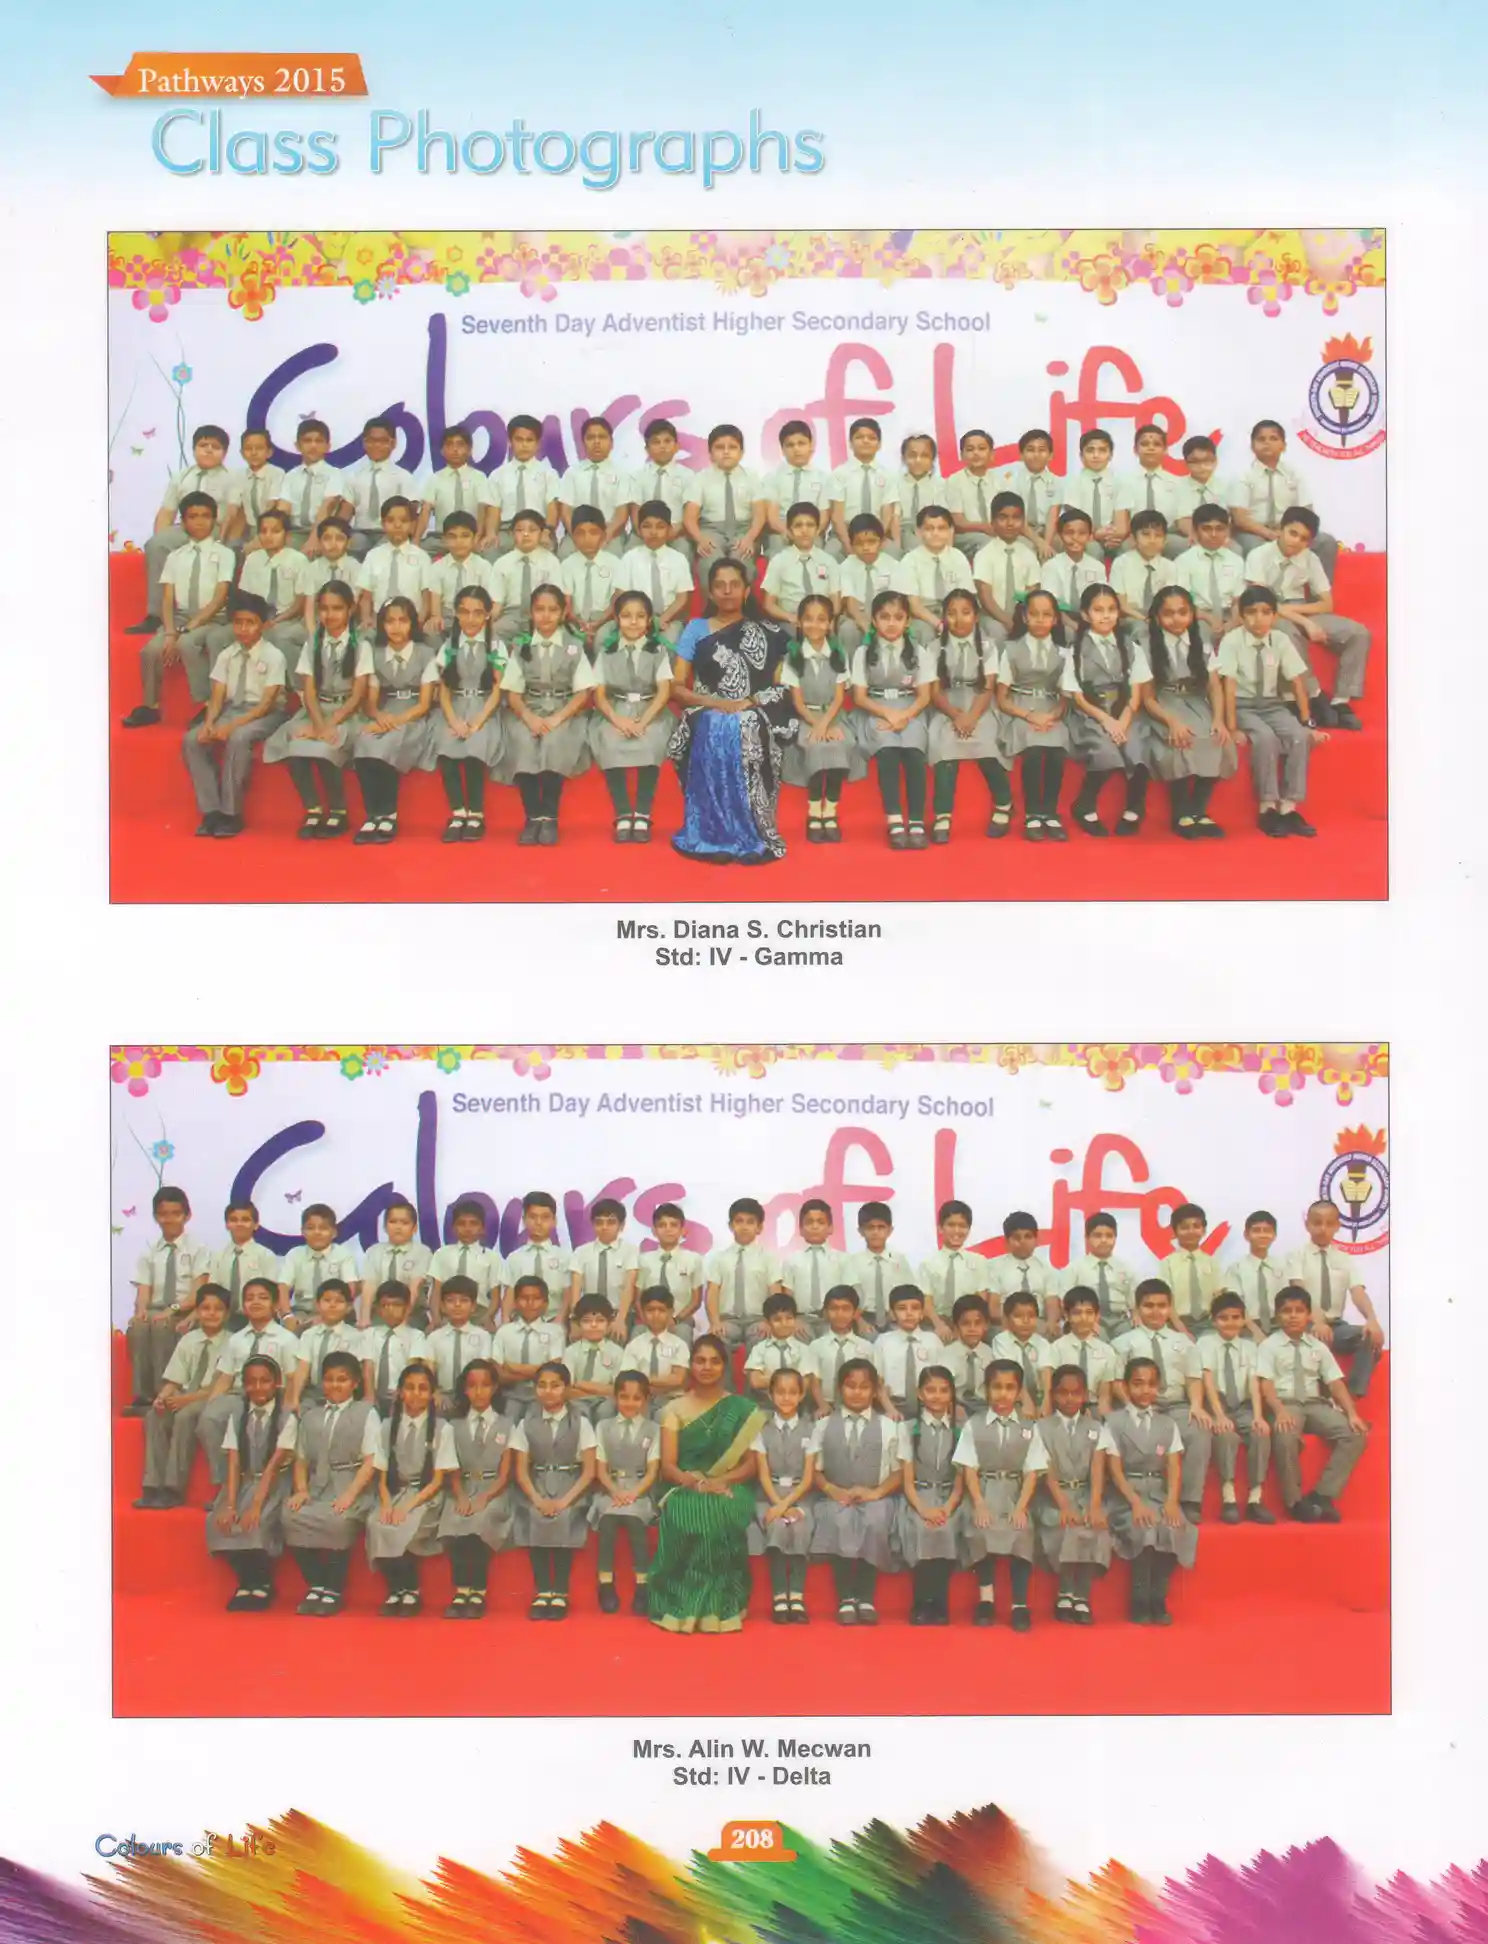 Pathways 2015
Class Photographs
Seventh Day Adventist Higher Secondary School
Colours of Life
Mrs. Diana S. Christian
Std: IV - Gamma
Seventh Day Adventist Higher Secondary School
Colours of Life
Mrs. Alin W. Mecwan
Std: IV - Delta
Colours of Life
208